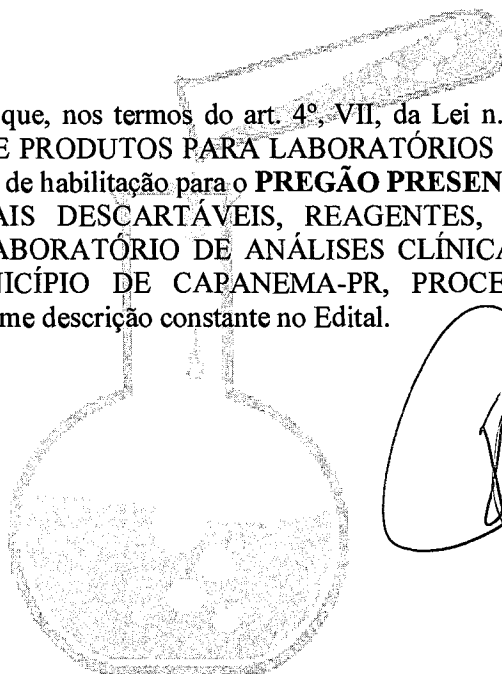 que, nos termos do art. 4º, VII, da Lei n.
E PRODUTOS PARA LABORATÓRIOS
de habilitação para o PREGÃO PRESEN
AIS DESCARTÁVEIS, REAGENTES,
ABORATÓRIO DE ANÁLISES CLÍNICA
NICÍPIO DE CAPANEMA-PR, PROCE
me descrição constante no Edital.